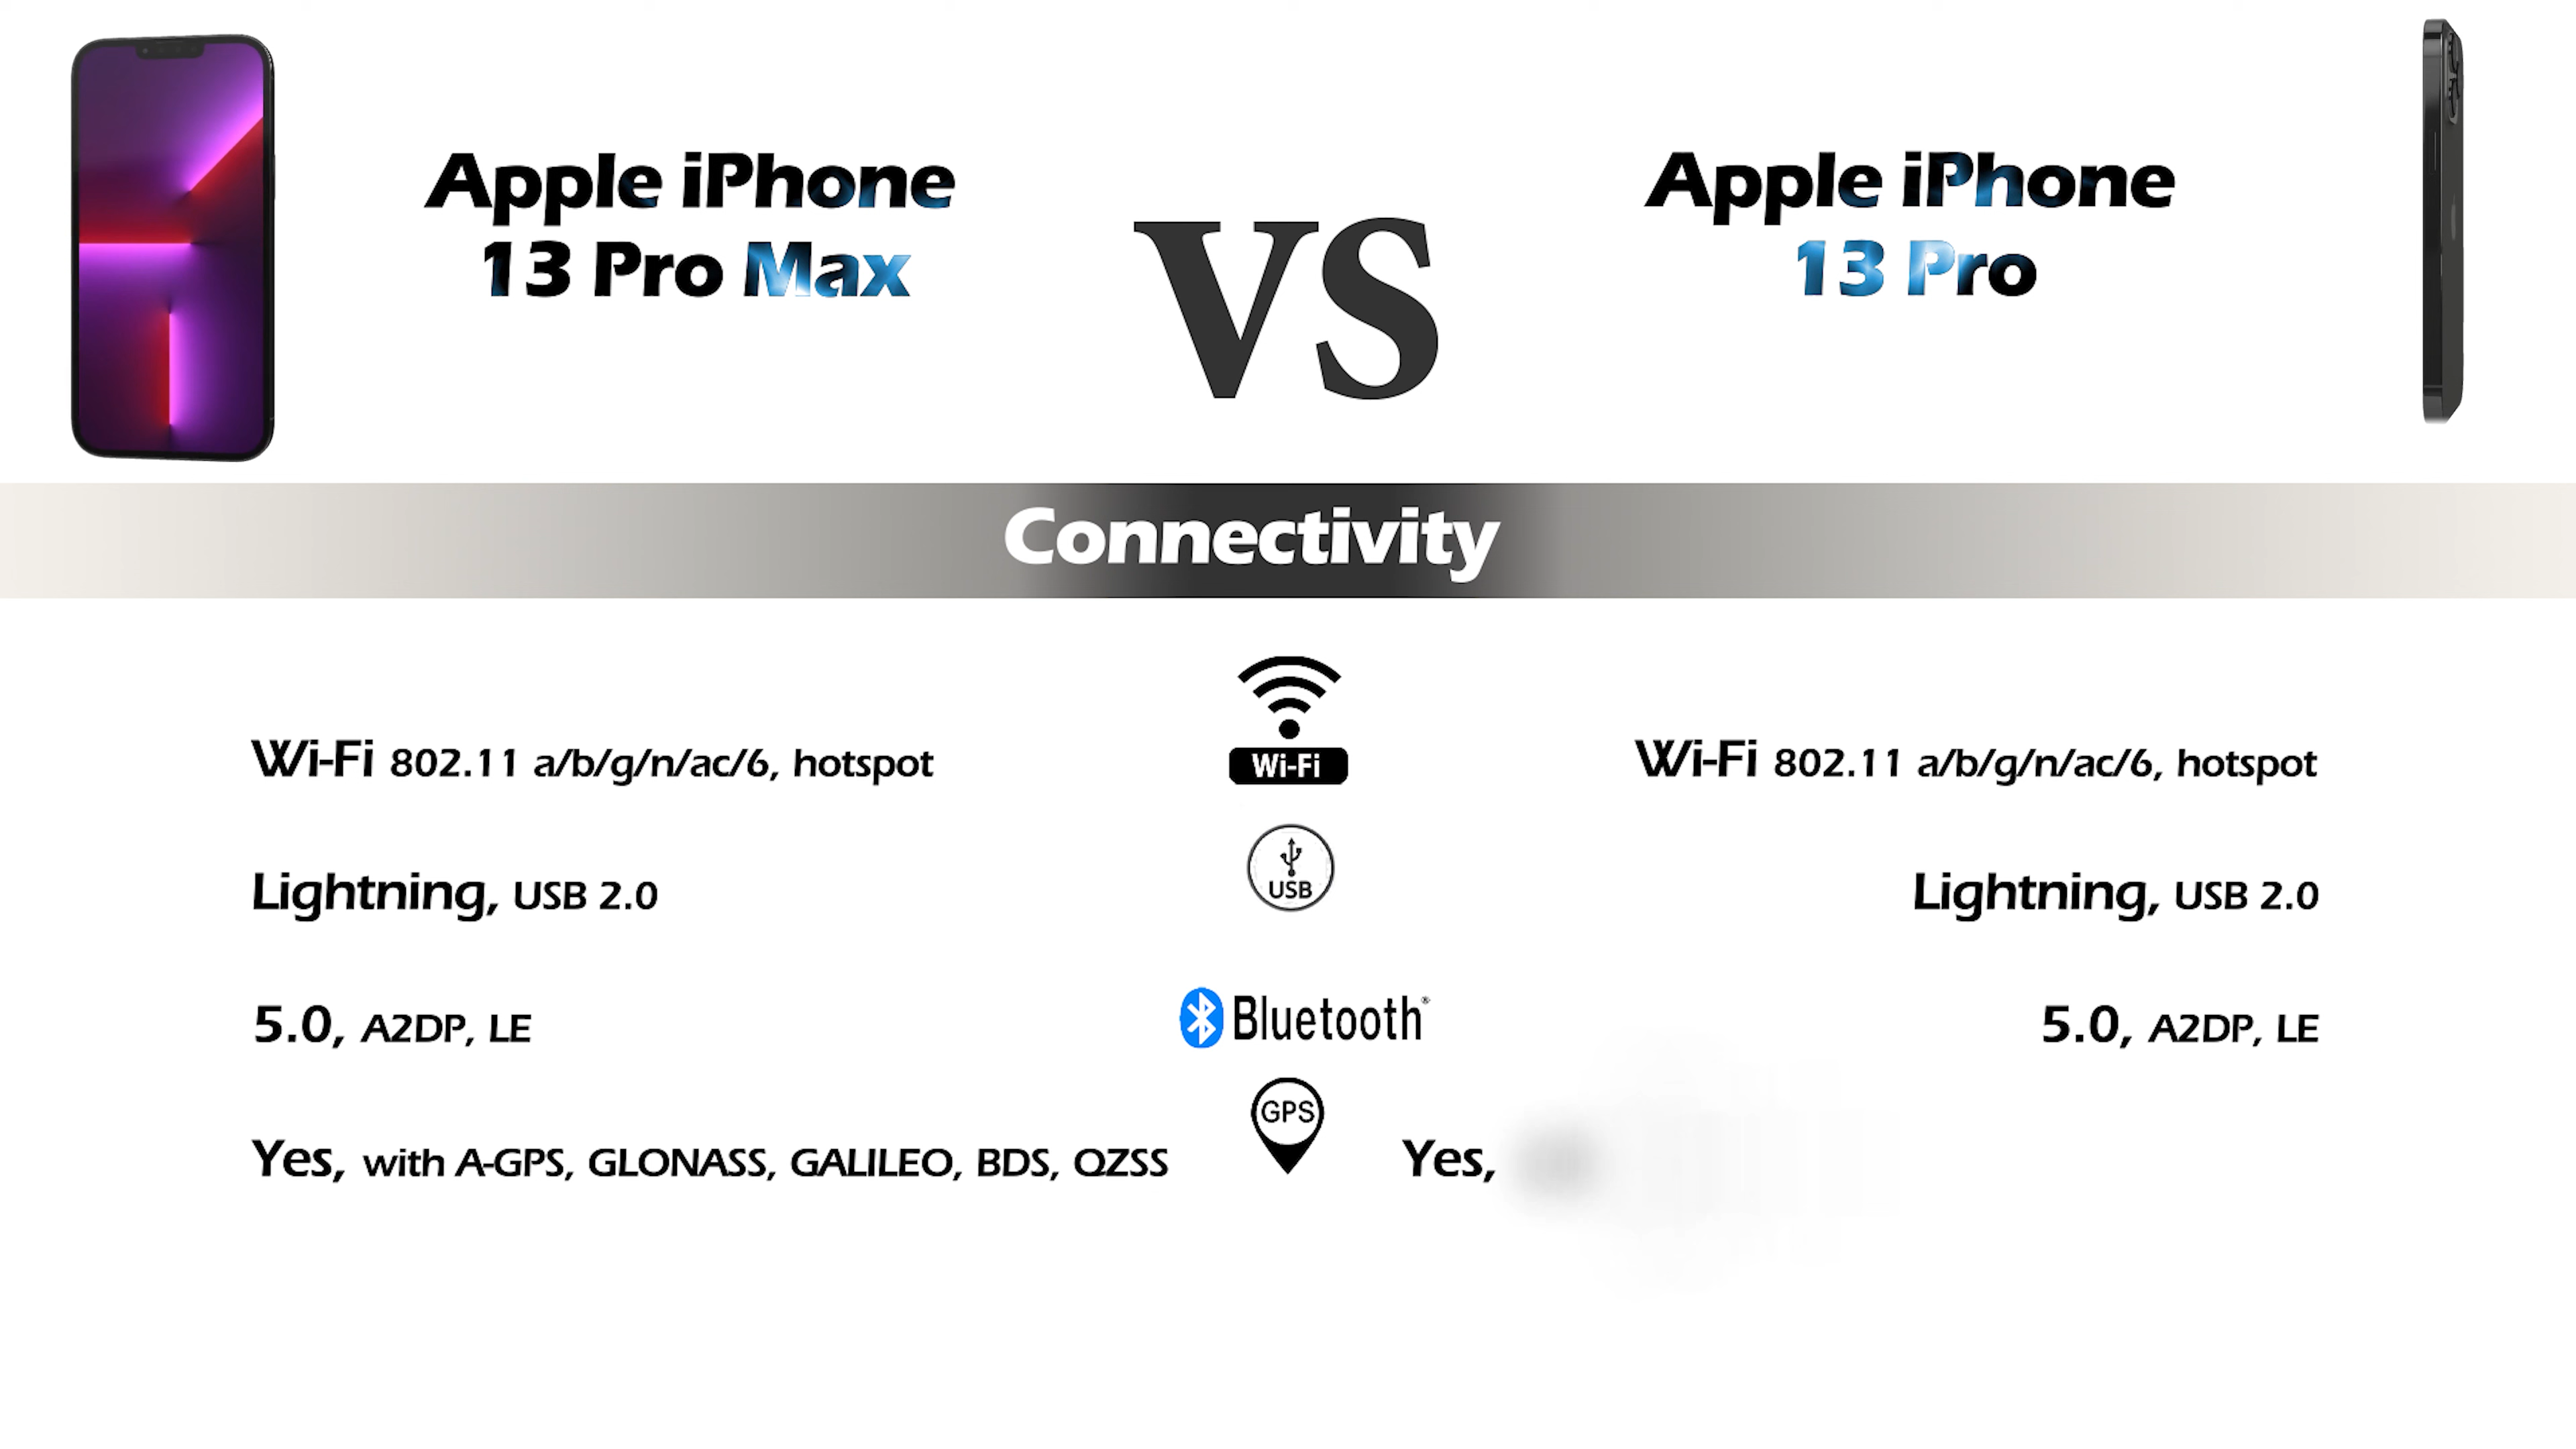 Apple iPhone
13 Pro Max
VS
Apple iPhone
13 Pro
Connectivity
Wi-Fi 802.11 a/b/g/n/ac/6, hotspot
Wi-Fi
Wi-Fi 802.11 a/b/g/n/ac/6, hotspot
Lightning, USB 2.0
USB
Lightning, USB 2.0
5.0, A2DP, LE
Bluetooth®
5.0, A2DP, LE
Yes, with A-GPS, GLONASS, GALILEO, BDS, QZSS
GPS
Yes,